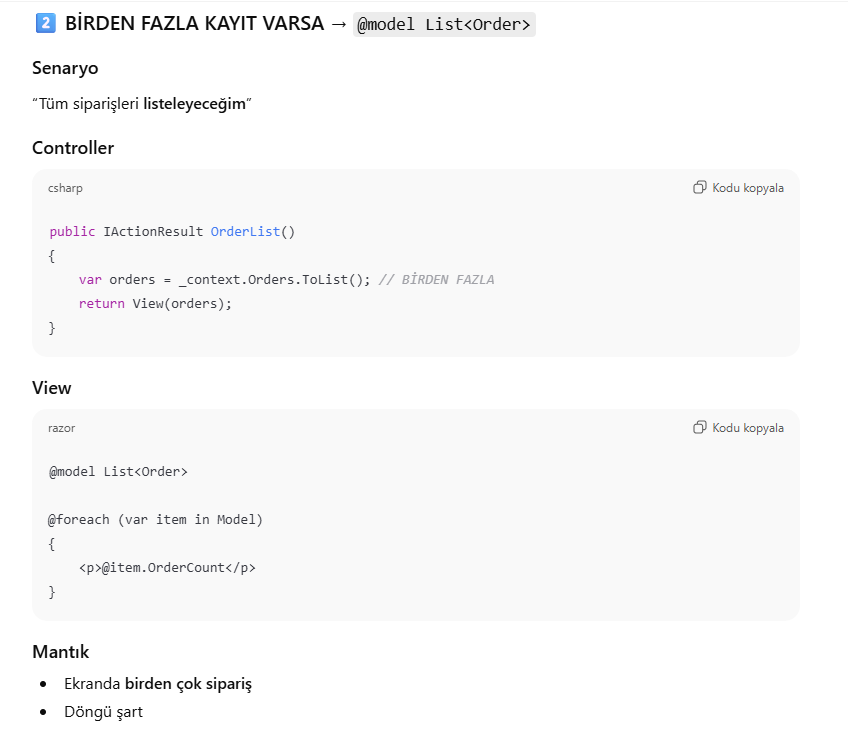 2 BİRDEN FAZLA KAYIT VARSA → @model List<Order>
Senaryo
“Tüm siparişleri listeleyeceğim”
Controller
csharp
Kodu kopyala
public IActionResult OrderList()
{
    var orders = _context.Orders.ToList(); // BİRDEN FAZLA
    return View(orders);
}
View
razor
Kodu kopyala
@model List<Order>
@foreach (var item in Model)
{
    <p>@item.OrderCount</p>
}
Mantık
• Ekranda birden çok sipariş
• Döngü şart